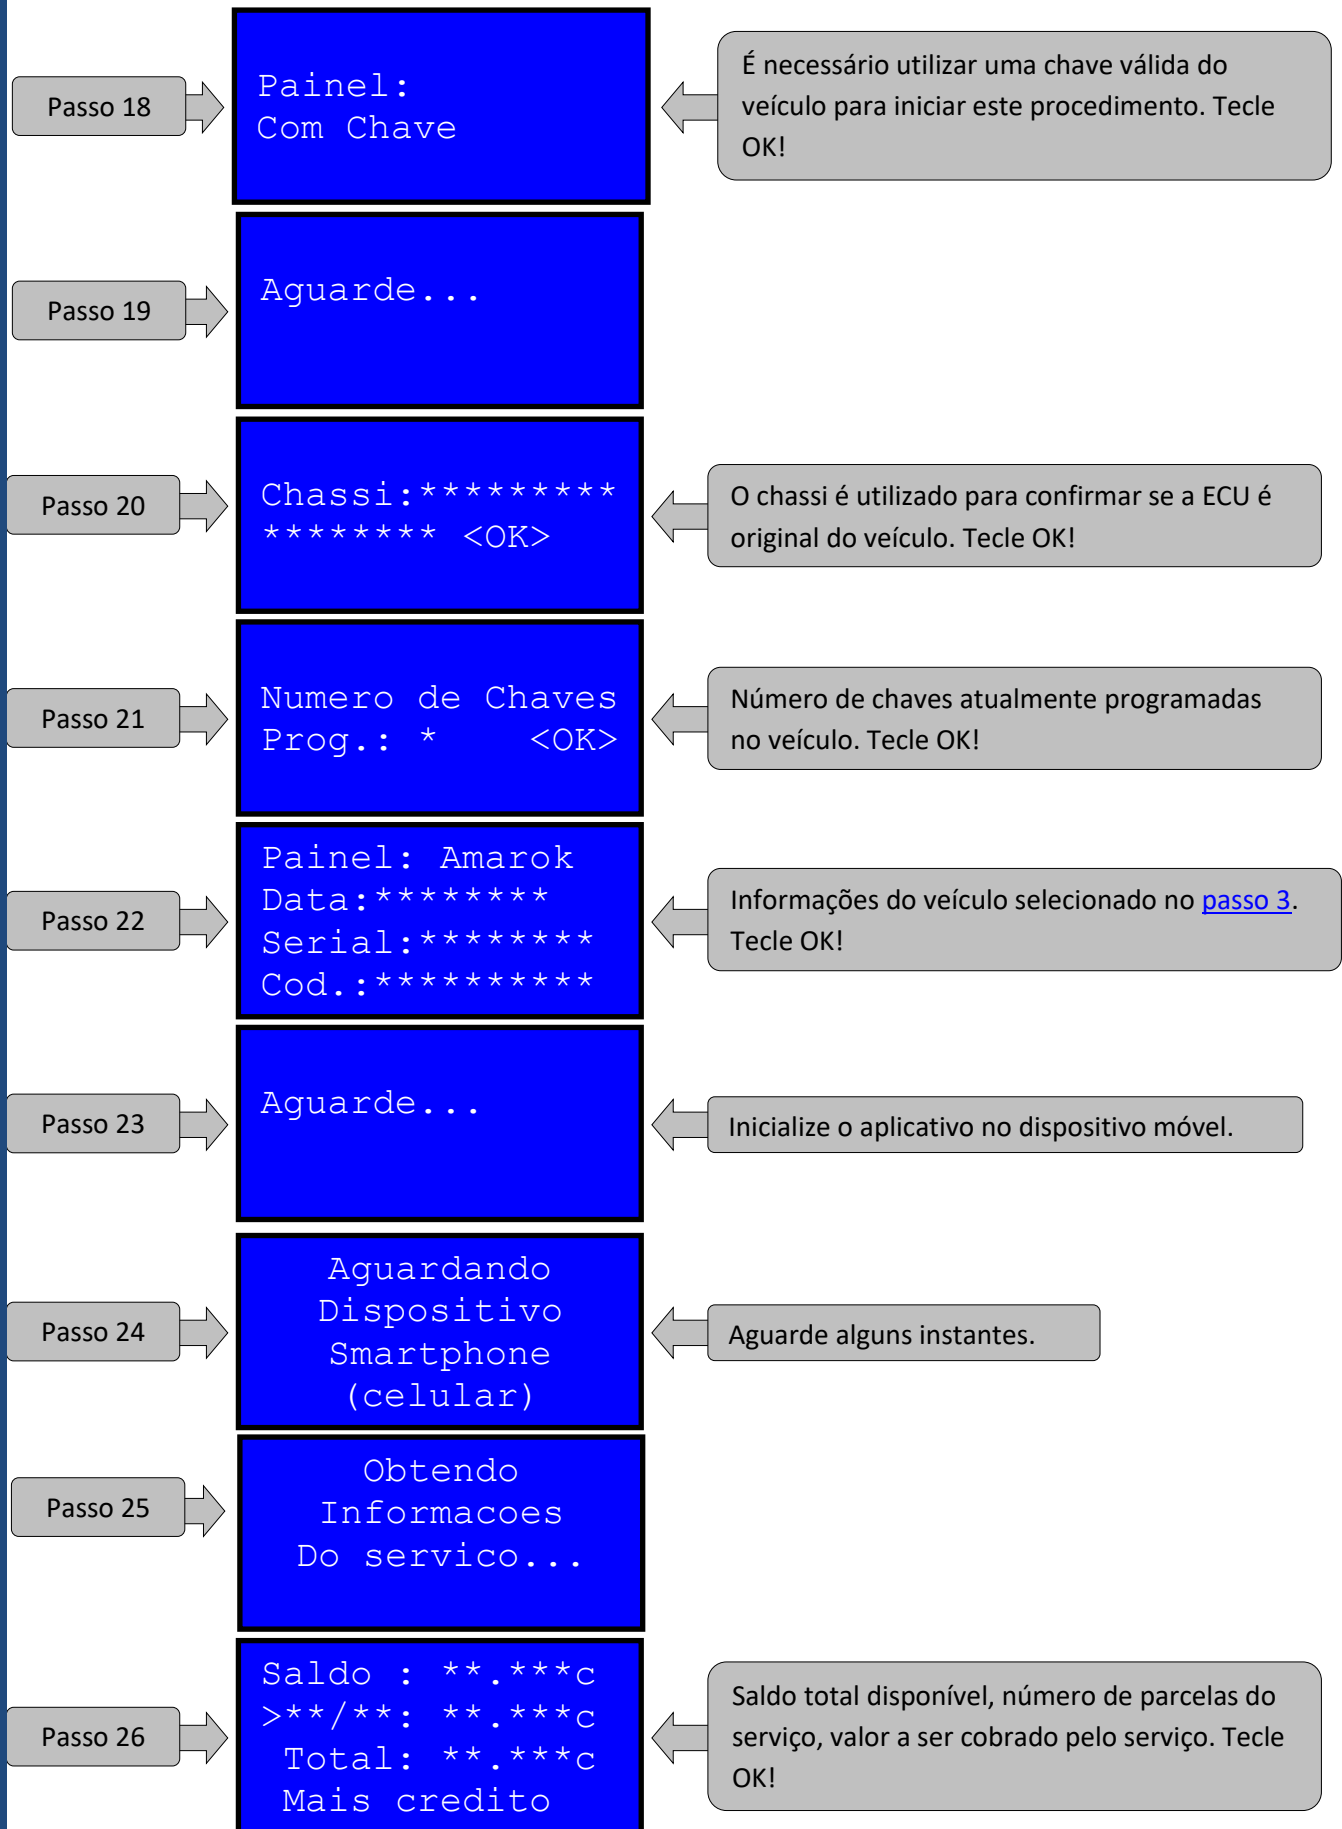 Passo 18
Painel:
Com Chave
É necessário utilizar uma chave válida do
veículo para iniciar este procedimento. Tecle
OK!
Passo 19
Aguarde...
Passo 20
Chassi:*********
******** <OK>
O chassi é utilizado para confirmar se a ECU é
original do veículo. Tecle OK!
Passo 21
Numero de Chaves
Prog.: * <OK>
Número de chaves atualmente programadas
no veículo. Tecle OK!
Passo 22
Painel: Amarok
Data:********
Serial:********
Cod.:**********
Informações do veículo selecionado no passo 3.
Tecle OK!
Passo 23
Aguarde...
Inicialize o aplicativo no dispositivo móvel.
Passo 24
Aguardando
Dispositivo
Smartphone
(celular)
Aguarde alguns instantes.
Passo 25
Obtendo
Informacoes
Do servico...
Passo 26
Saldo : **.***c
>**/**: **.***c
Total: **.***c
Mais credito
Saldo total disponível, número de parcelas do
serviço, valor a ser cobrado pelo serviço. Tecle
OK!